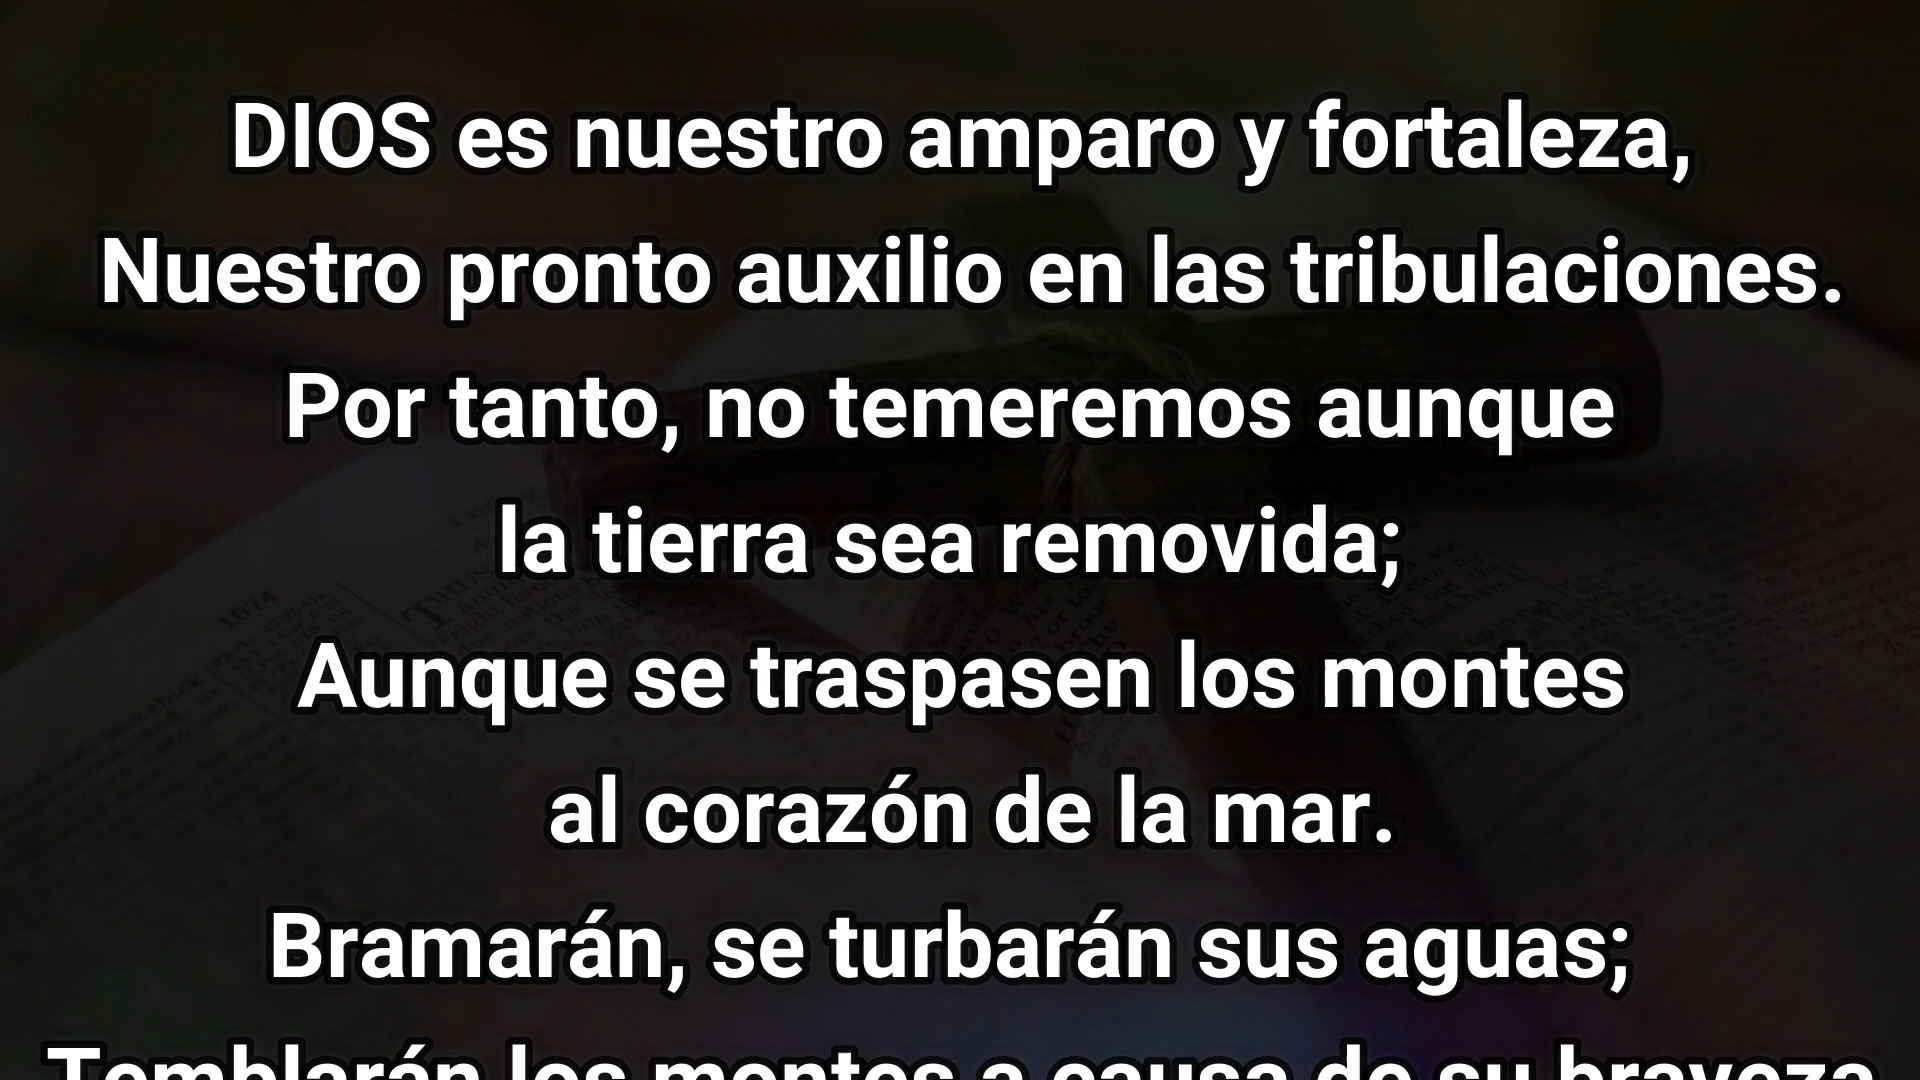 DIOS es nuestro amparo y fortaleza,
Nuestro pronto auxilio en las tribulaciones.
Por tanto, no temeremos aunque
la tierra sea removida;
Aunque se traspasen los montes
al corazón de la mar.
Bramarán, se turbarán sus aguas;
Temblarán los montes a causa de su braveza
1074